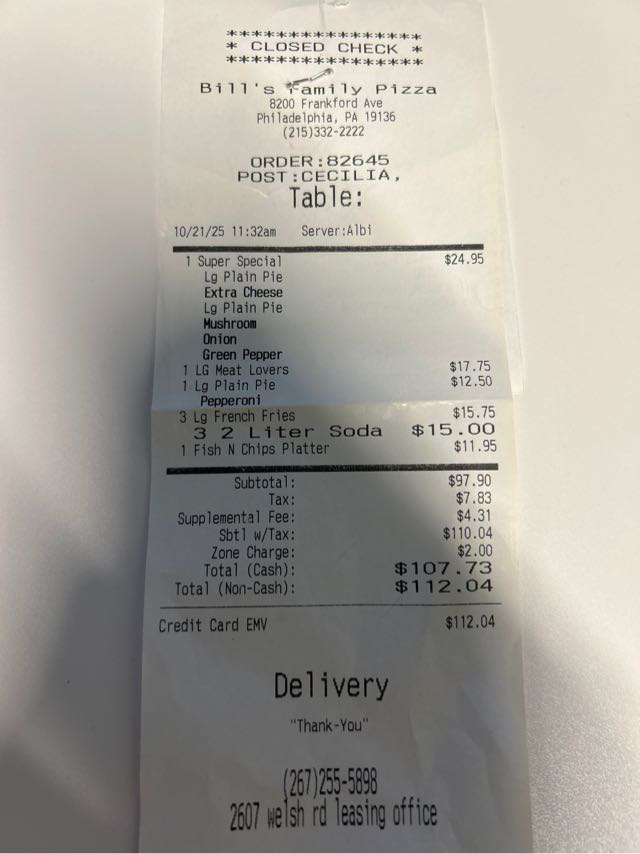 ****************
* CLOSED CHECK *
****************
Bill's Family Pizza
8200 Frankford Ave
Philadelphia, PA 19136
(215)332-2222
ORDER:82645
POST:CECILIA,
Table:
10/21/25 11:32am Server:Albi
1 Super Special $24.95
Lg Plain Pie
Extra Cheese
Lg Plain Pie
Mushroom
Onion
Green Pepper
1 LG Meat Lovers $17.75
1 Lg Plain Pie $12.50
Pepperoni
3 Lg French Fries $15.75
3 2 Liter Soda $15.00
1 Fish N Chips Platter $11.95
Subtotal: $97.90
Tax: $7.83
Supplemental Fee: $4.31
Sbtl w/Tax: $110.04
Zone Charge: $2.00
Total (Cash): $107.73
Total (Non-Cash): $112.04
Credit Card EMV $112.04
Delivery
"Thank-You"
(267)255-5898
2607 welsh rd leasing office